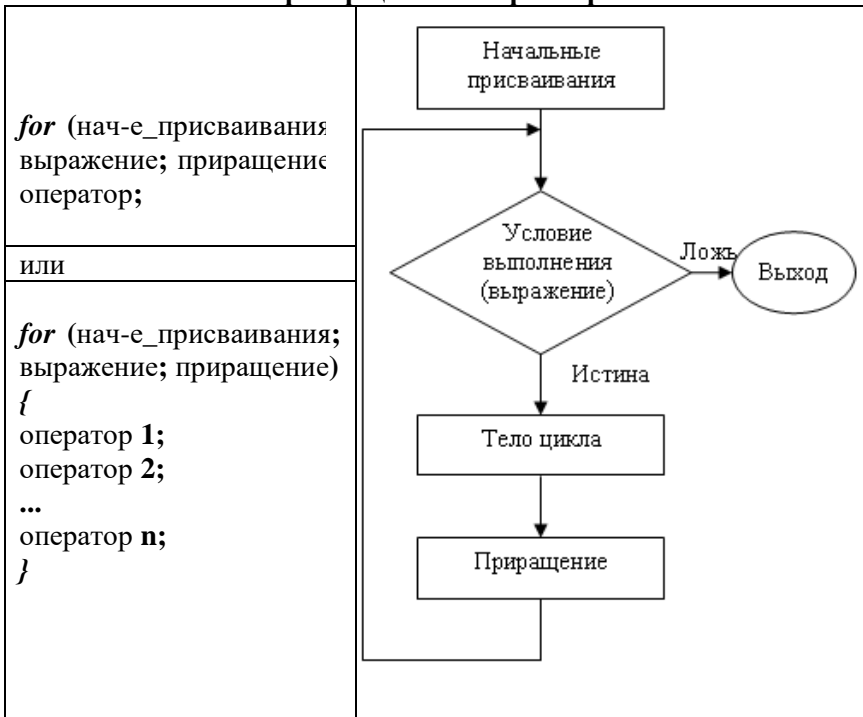 for (нач-е_присваивания
выражение; приращение
оператор;
или
for (нач-е_присваивания;
выражение; приращение)
{
оператор 1;
оператор 2;
...
оператор n;
}
Начальные
присваивания
Условие
выполнения
(выражение)
Ложь
Выход
Истина
Тело цикла
Приращение